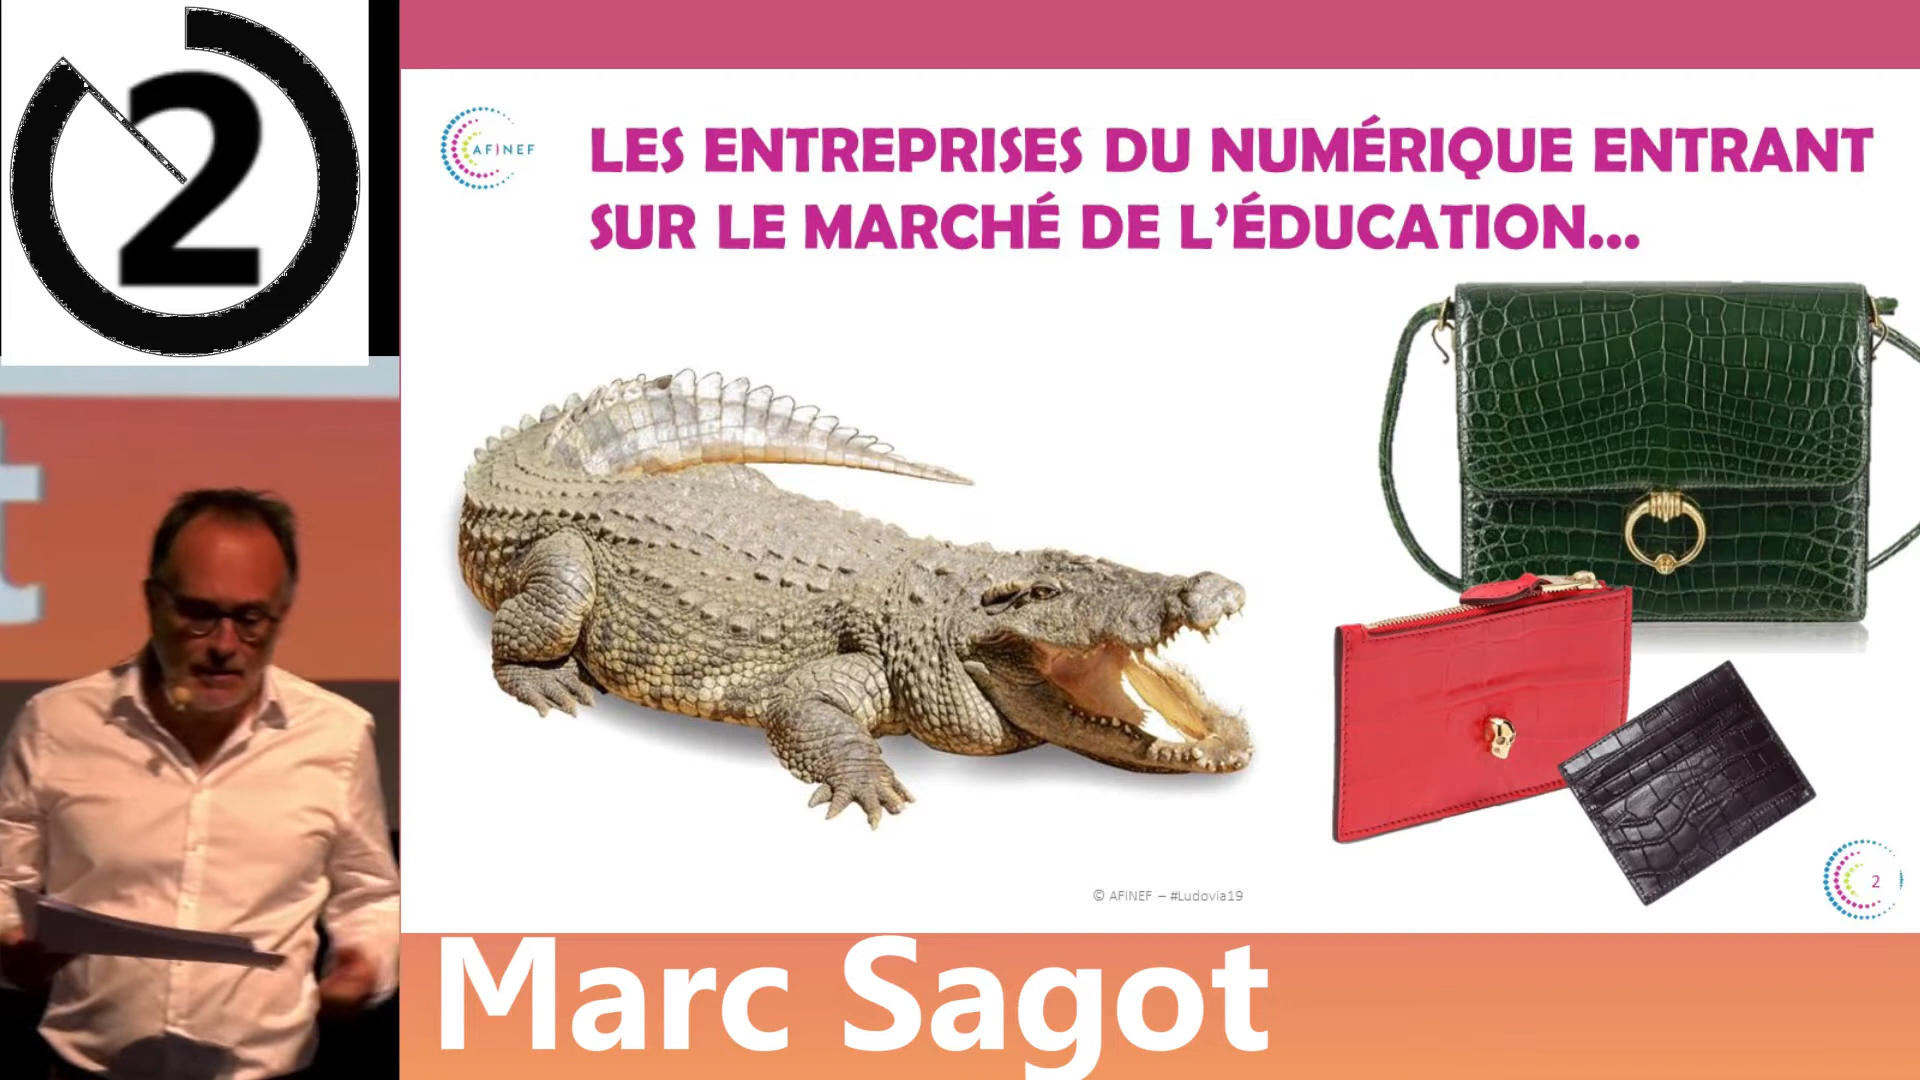 2
AFINEF
LES ENTREPRISES DU NUMÉRIQUE ENTRANT
SUR LE MARCHÉ DE L'ÉDUCATION...
t
© AFINEF – #Ludovia19
2
Marc Sagot